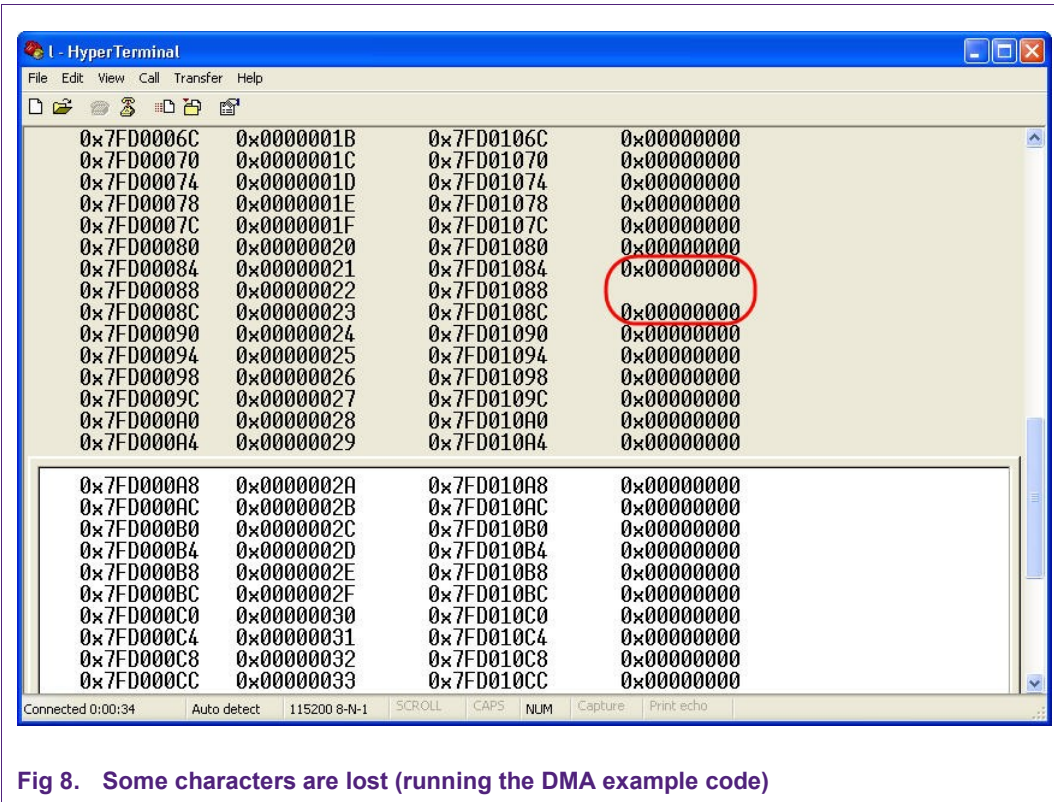 l - HyperTerminal
File Edit View Call Transfer Help
0x7FD0006C 0x0000001B 0x7FD0106C 0x00000000
0x7FD00070 0x0000001C 0x7FD01070 0x00000000
0x7FD00074 0x0000001D 0x7FD01074 0x00000000
0x7FD00078 0x0000001E 0x7FD01078 0x00000000
0x7FD0007C 0x0000001F 0x7FD0107C 0x00000000
0x7FD00080 0x00000020 0x7FD01080 0x00000000
0x7FD00084 0x00000021 0x7FD01084 0x00000000
0x7FD00088 0x00000022 0x7FD01088
0x7FD0008C 0x00000023 0x7FD0108C 0x00000000
0x7FD00090 0x00000024 0x7FD01090 0x00000000
0x7FD00094 0x00000025 0x7FD01094 0x00000000
0x7FD00098 0x00000026 0x7FD01098 0x00000000
0x7FD0009C 0x00000027 0x7FD0109C 0x00000000
0x7FD000A0 0x00000028 0x7FD010A0 0x00000000
0x7FD000A4 0x00000029 0x7FD010A4 0x00000000
0x7FD000A8 0x0000002A 0x7FD010A8 0x00000000
0x7FD000AC 0x0000002B 0x7FD010AC 0x00000000
0x7FD000B0 0x0000002C 0x7FD010B0 0x00000000
0x7FD000B4 0x0000002D 0x7FD010B4 0x00000000
0x7FD000B8 0x0000002E 0x7FD010B8 0x00000000
0x7FD000BC 0x0000002F 0x7FD010BC 0x00000000
0x7FD000C0 0x00000030 0x7FD010C0 0x00000000
0x7FD000C4 0x00000031 0x7FD010C4 0x00000000
0x7FD000C8 0x00000032 0x7FD010C8 0x00000000
0x7FD000CC 0x00000033 0x7FD010CC 0x00000000
Connected 0:00:34 Auto detect 115200 8-N-1 SCROLL CAPS NUM Capture Print echo
Fig 8. Some characters are lost (running the DMA example code)